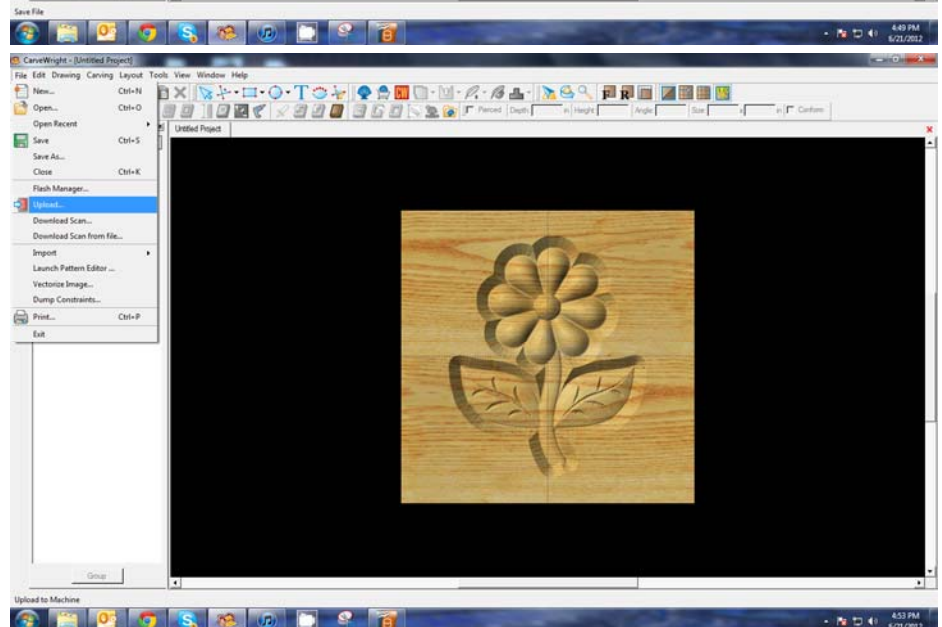 Save File
4:49 PM
6/21/2012
CarveWright - [Untitled Project]
File Edit Drawing Carving Layout Tools View Window Help
New... Ctrl+N
Open... Ctrl+O
Open Recent
Save Ctrl+S
Save As...
Close Ctrl+K
Flash Manager...
Upload...
Download Scan...
Download Scan from file...
Import
Launch Pattern Editor ...
Vectorize Image...
Dump Constraints...
Print... Ctrl+P
Exit
T CW F R
Pierced Depth: in Height: Angle: Size: x in Conform
Untitled Project
Group
Upload to Machine
4:53 PM
6/21/2012